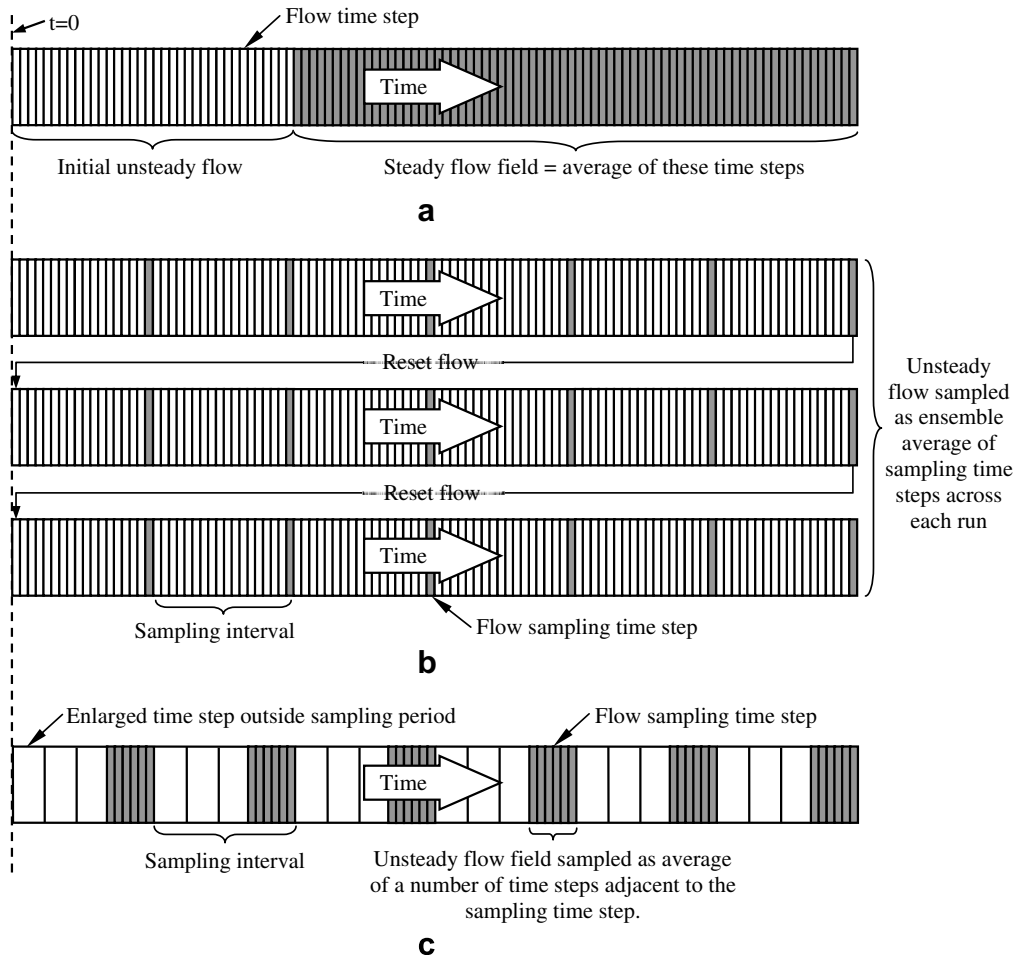 t=0
Flow time step
Time
Initial unsteady flow
Steady flow field = average of these time steps
a
Time
Reset flow
Time
Reset flow
Time
Unsteady
flow sampled
as ensemble
average of
sampling time
steps across
each run
Sampling interval
Flow sampling time step
b
Enlarged time step outside sampling period
Flow sampling time step
Time
Sampling interval
Unsteady flow field sampled as average
of a number of time steps adjacent to the
sampling time step.
c